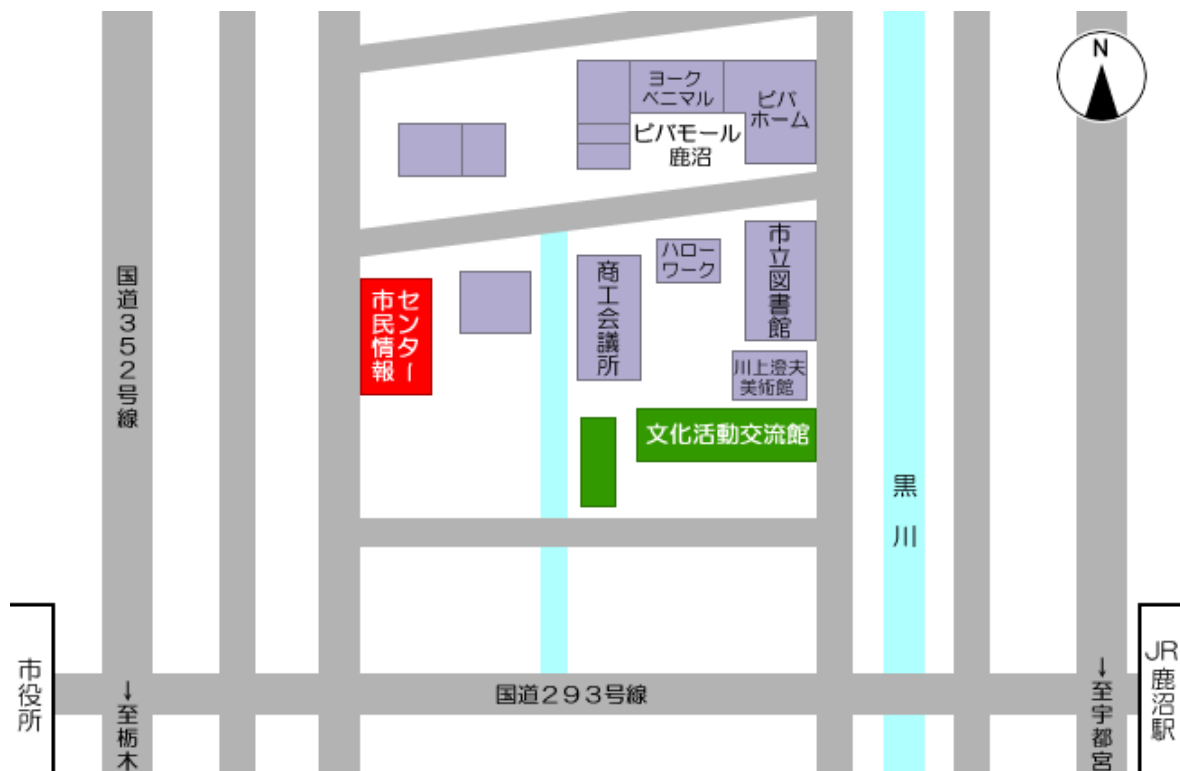 N
ヨーク
ベニマル
ビバ
ホーム
ビバモール
鹿沼
ハロー
ワーク
市立図書館
商工会議所
市民情報
センター
川上澄夫
美術館
文化活動交流館
国道352号線
黒川
市役所
↓至栃木
国道293号線
↓至宇都宮
JR
鹿沼駅